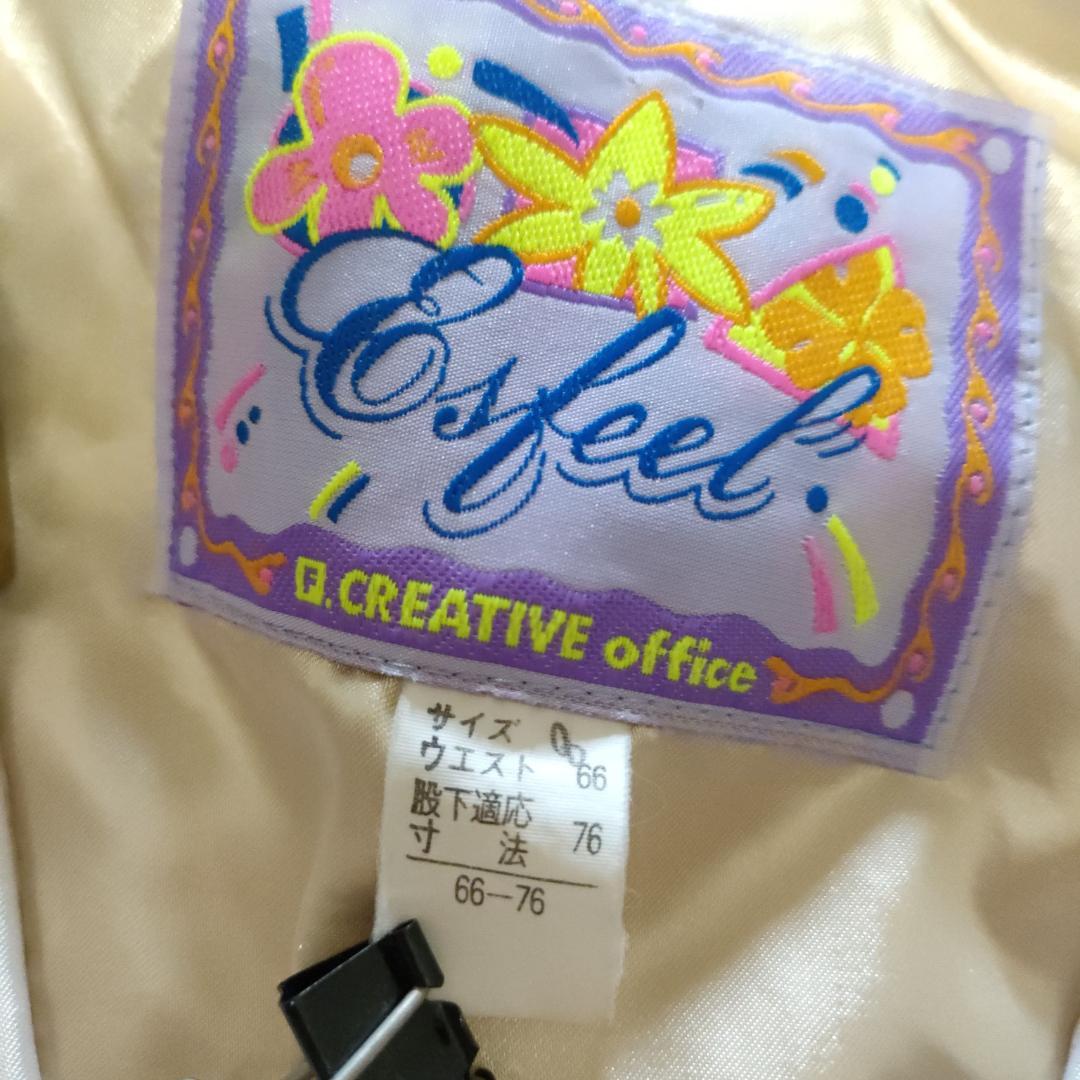 Esfeel.
F.CREATIVE office
サイズ
ウエスト 66
股下適応 76
寸 法
66-76